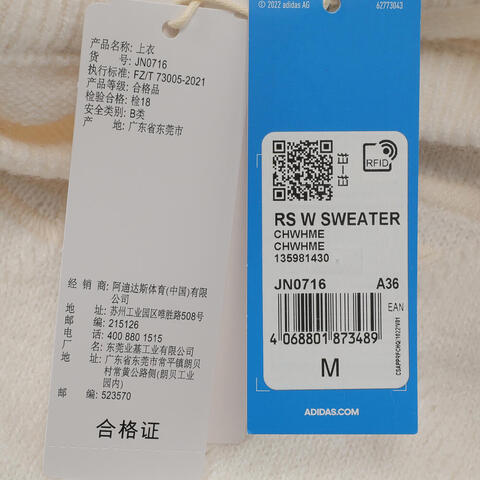 产品名称: 上衣
货 号: JN0716
执行标准: FZ/T 73005-2021
产品等级: 合格品
检验合格: 检18
安全类别: B类
产 地: 广东省东莞市
经 销 商: 阿迪达斯体育(中国)有限公司
地 址: 苏州工业园区唯胜路508号
邮 编: 215126
电 话: 400 880 1515
厂 名: 东莞业基工业有限公司
地 址: 广东省东莞市常平镇朗贝
村常黄公路侧(朗贝工业
园内)
邮 编: 523570
合格证
© 2022 adidas AG
62773043
RFID
RS W SWEATER
CHWHME
CHWHME
135981430
JN0716 A36
EAN
4 068801 873489
M
ADIDAS.COM